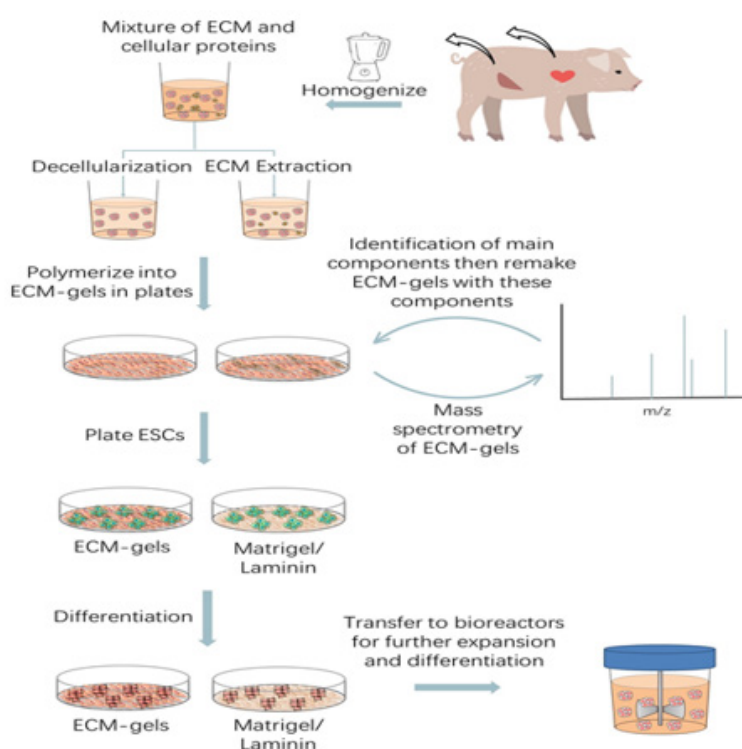 Mixture of ECM and
cellular proteins
Homogenize
Decellularization
ECM Extraction
Polymerize into
ECM-gels in plates
Identification of main
components then remake
ECM-gels with these
components
m/z
Mass
spectrometry
of ECM-gels
Plate ESCs
ECM-gels
Matrigel/
Laminin
Differentiation
Transfer to bioreactors
for further expansion
and differentiation
ECM-gels
Matrigel/
Laminin